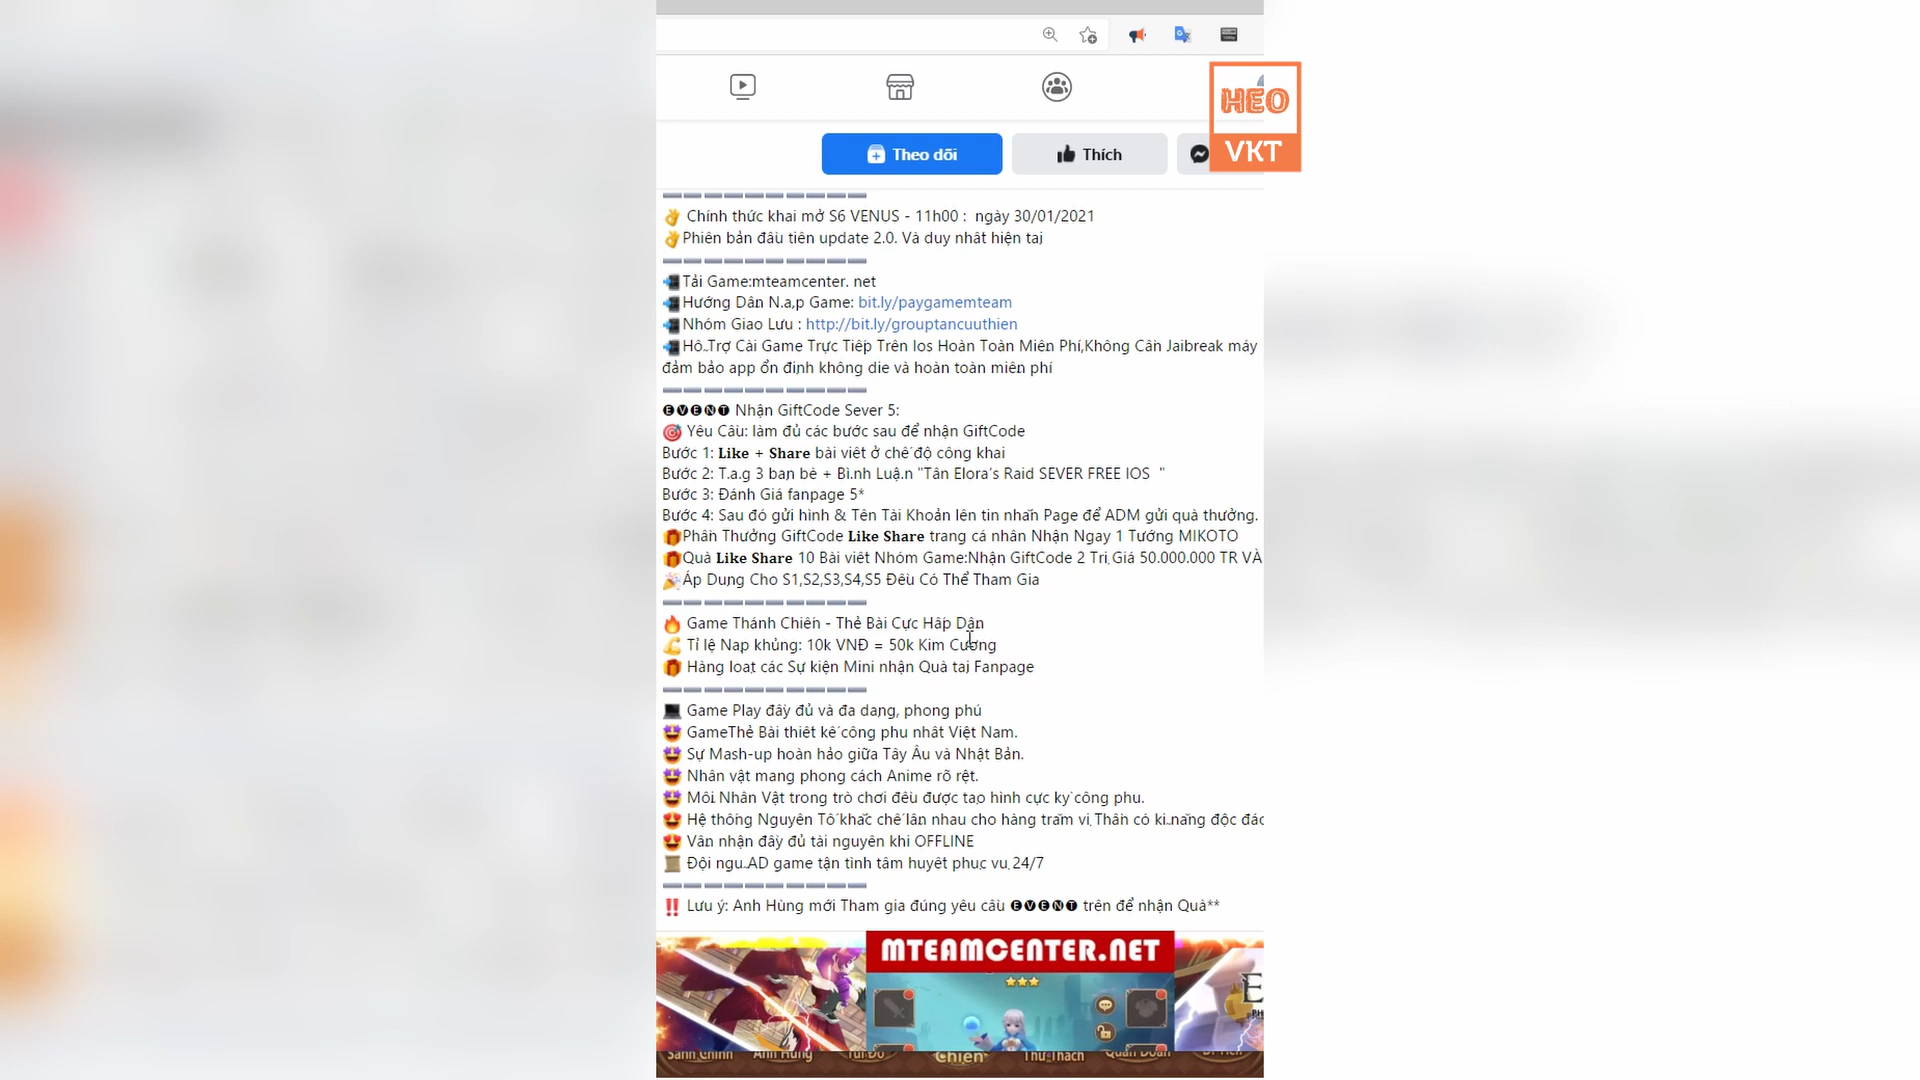 HEO
VKT
Theo dõi
Thích
Chính thức khai mở S6 VENUS - 11h00 : ngày 30/01/2021
Phiên bản đầu tiên update 2.0. Và duy nhất hiện tại
Tải Game:mteamcenter. net
Hướng Dẫn N.ạ,p Game: bit.ly/paygamemteam
Nhóm Giao Lưu : http://bit.ly/grouptancuuthien
Hỗ Trợ Cài Game Trực Tiếp Trên Ios Hoàn Toàn Miễn Phí,Không Cần Jaibreak máy
đảm bảo app ổn định không die và hoàn toàn miễn phí
EVENT Nhận GiftCode Sever 5:
Yêu Cầu: làm đủ các bước sau để nhận GiftCode
Bước 1: Like + Share bài viết ở chế độ công khai
Bước 2: T.a.g 3 bạn bè + Bì.nh Luậ.n "Tân Elora's Raid SEVER FREE IOS "
Bước 3: Đánh Giá fanpage 5*
Bước 4: Sau đó gửi hình & Tên Tài Khoản lên tin nhắn Page để ADM gửi quà thưởng.
Phần Thưởng GiftCode Like Share trang cá nhân Nhận Ngay 1 Tướng MIKOTO
Quà Like Share 10 Bài viết Nhóm Game:Nhận GiftCode 2 Trị Giá 50.000.000 TR VÀ
Áp Dụng Cho S1,S2,S3,S4,S5 Đều Có Thể Tham Gia
Game Thánh Chiến - Thẻ Bài Cực Hấp Dẫn
Tỉ lệ Nạp khủng: 10k VNĐ = 50k Kim Cương
Hàng loạt các Sự kiện Mini nhận Quà tại Fanpage
Game Play đầy đủ và đa dạng, phong phú
GameThẻ Bài thiết kế công phu nhất Việt Nam.
Sự Mash-up hoàn hảo giữa Tây Âu và Nhật Bản.
Nhân vật mang phong cách Anime rõ rệt.
Mỗi Nhân Vật trong trò chơi đều được tạo hình cực kỳ công phu.
Hệ thống Nguyên Tố khắc chế lẫn nhau cho hàng trăm vị Thần có kĩ năng độc đác
Vẫn nhận đầy đủ tài nguyên khi OFFLINE
Đội ngũ AD game tận tình tâm huyết phục vụ 24/7
Lưu ý: Anh Hùng mới Tham gia đúng yêu cầu EVENT trên để nhận Quà**
MTEAMCENTER.NET
Sảnh Chính Anh Hùng Túi Đồ Chiến Thử Thách Quân Đoàn